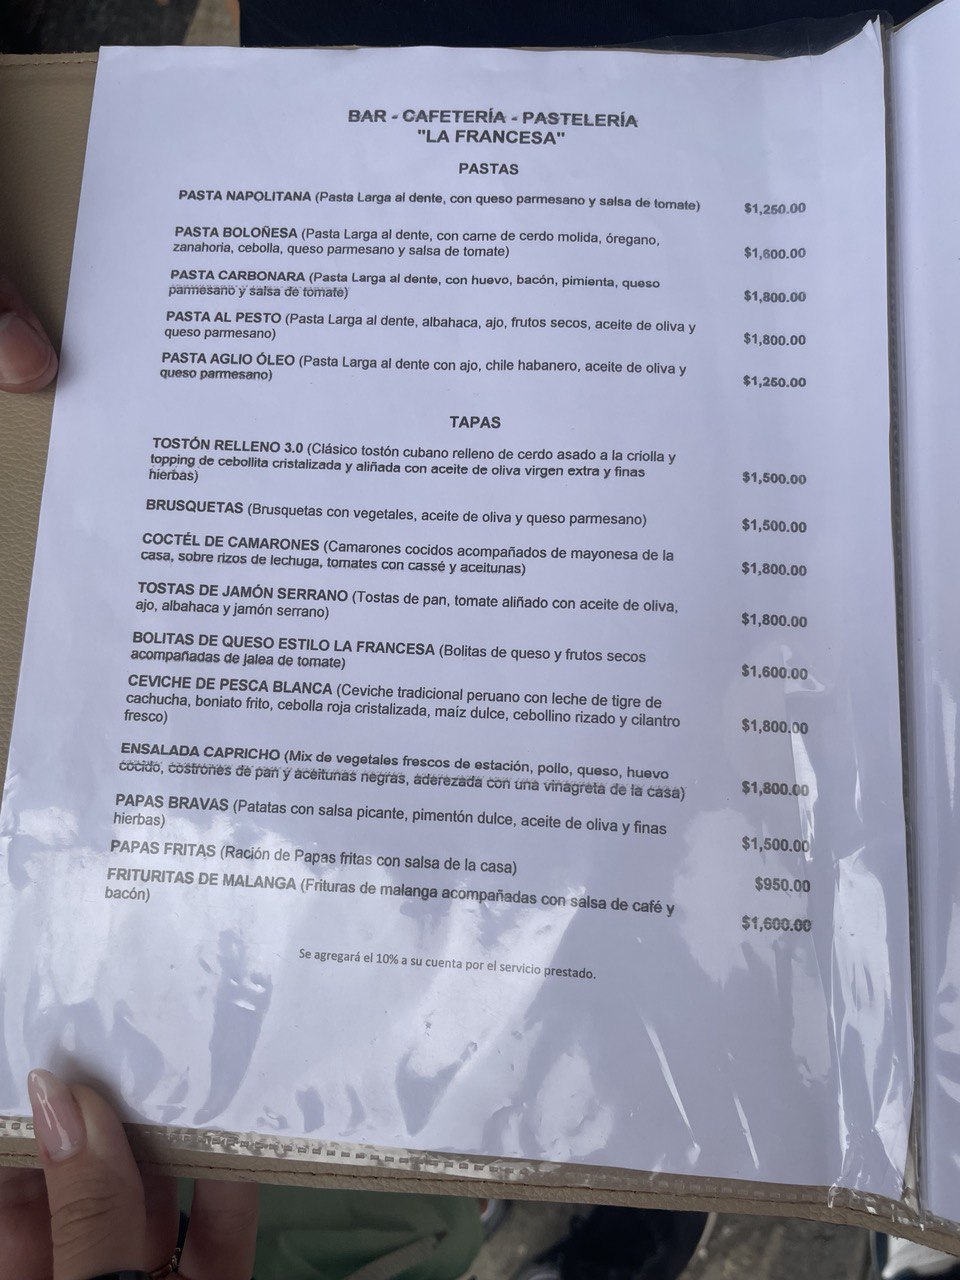 BAR - CAFETERÍA - PASTELERÍA
"LA FRANCESA"
PASTAS
PASTA NAPOLITANA (Pasta Larga al dente, con queso parmesano y salsa de tomate) $1,250.00
PASTA BOLOÑESA (Pasta Larga al dente, con carne de cerdo molida, óregano,
zanahoria, cebolla, queso parmesano y salsa de tomate) $1,600.00
PASTA CARBONARA (Pasta Larga al dente, con huevo, bacón, pimienta, queso
parmesano y salsa de tomate) $1,800.00
PASTA AL PESTO (Pasta Larga al dente, albahaca, ajo, frutos secos, aceite de oliva y
queso parmesano) $1,800.00
PASTA AGLIO ÓLEO (Pasta Larga al dente con ajo, chile habanero, aceite de oliva y
queso parmesano) $1,250.00
TAPAS
TOSTÓN RELLENO 3.0 (Clásico tostón cubano relleno de cerdo asado a la criolla y
topping de cebollita cristalizada y aliñada con aceite de oliva virgen extra y finas
hierbas) $1,500.00
BRUSQUETAS (Brusquetas con vegetales, aceite de oliva y queso parmesano) $1,500.00
COCTÉL DE CAMARONES (Camarones cocidos acompañados de mayonesa de la
casa, sobre rizos de lechuga, tomates con cassé y aceitunas) $1,800.00
TOSTAS DE JAMÓN SERRANO (Tostas de pan, tomate aliñado con aceite de oliva,
ajo, albahaca y jamón serrano) $1,800.00
BOLITAS DE QUESO ESTILO LA FRANCESA (Bolitas de queso y frutos secos
acompañadas de jalea de tomate) $1,600.00
CEVICHE DE PESCA BLANCA (Ceviche tradicional peruano con leche de tigre de
cachucha, boniato frito, cebolla roja cristalizada, maíz dulce, cebollino rizado y cilantro
fresco) $1,800.00
ENSALADA CAPRICHO (Mix de vegetales frescos de estación, pollo, queso, huevo
cocido, costrones de pan y aceitunas negras, aderezada con una vinagreta de la casa) $1,800.00
PAPAS BRAVAS (Patatas con salsa picante, pimentón dulce, aceite de oliva y finas
hierbas) $1,500.00
PAPAS FRITAS (Ración de Papas fritas con salsa de la casa) $950.00
FRITURITAS DE MALANGA (Frituras de malanga acompañadas con salsa de café y
bacón) $1,600.00
Se agregará el 10% a su cuenta por el servicio prestado.